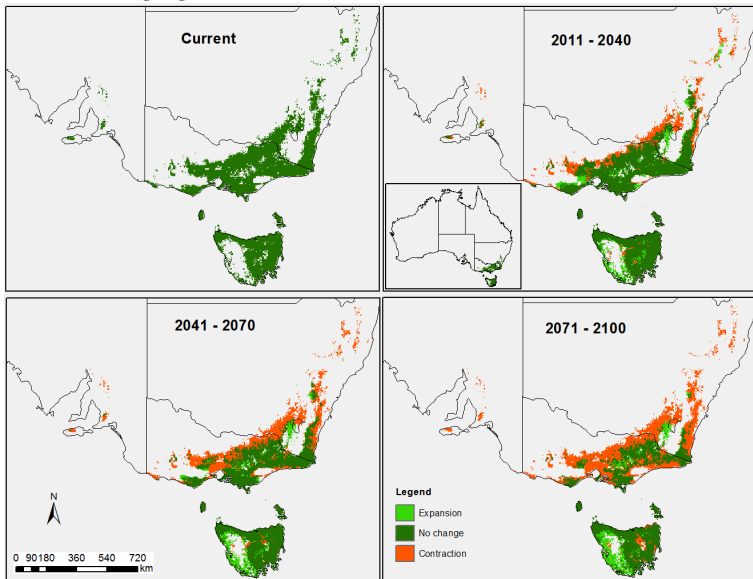 Current
2011 - 2040
2041 - 2070
2071 - 2100
N
0 90 180 360 540 720
km
Legend
Expansion
No change
Contraction